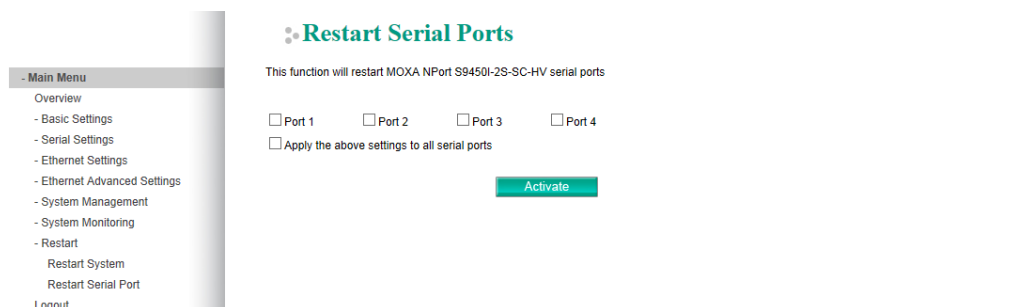 Restart Serial Ports
This function will restart MOXA NPort S9450I-2S-SC-HV serial ports
Port 1 Port 2 Port 3 Port 4
Apply the above settings to all serial ports
Activate
- Main Menu
Overview
- Basic Settings
- Serial Settings
- Ethernet Settings
- Ethernet Advanced Settings
- System Management
- System Monitoring
- Restart
Restart System
Restart Serial Port
Logout